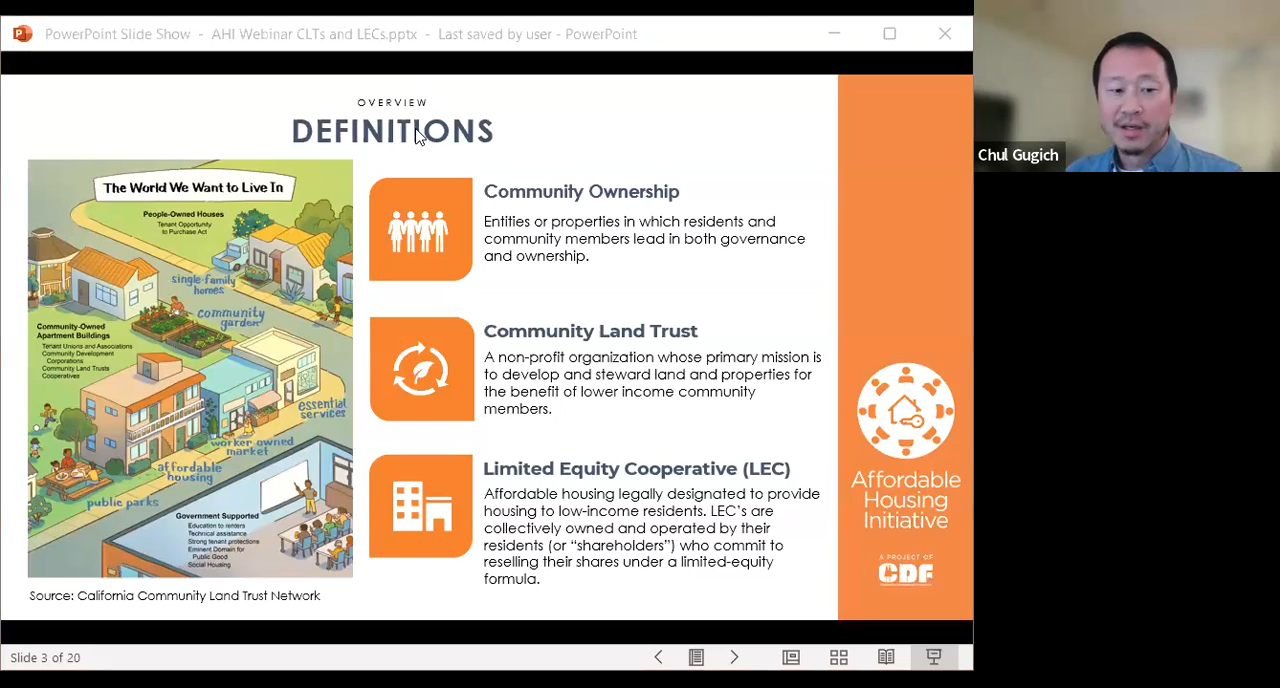 PowerPoint Slide Show - AHI Webinar CLTs and LECs.pptx - Last saved by user - PowerPoint
Chul Gugich
OVERVIEW
DEFINITIONS
The World We Want to Live In
People-Owned Houses
Tenant Opportunity
to Purchase Act
single-family
homes
community
garden
Community-Owned
Apartment Buildings
Tenant Unions and Associations
Community Development
Corporations
Community Land Trusts
Cooperatives
essential
services
worker owned
market
affordable
housing
public parks
Government Supported
Education to renters
Technical assistance
Strong tenant protections
Eminent Domain for
Public Good
Social Housing
Source: California Community Land Trust Network
Community Ownership
Entities or properties in which residents and
community members lead in both governance
and ownership.
Community Land Trust
A non-profit organization whose primary mission is
to develop and steward land and properties for
the benefit of lower income community
members.
Limited Equity Cooperative (LEC)
Affordable housing legally designated to provide
housing to low-income residents. LEC's are
collectively owned and operated by their
residents (or "shareholders") who commit to
reselling their shares under a limited-equity
formula.
Affordable
Housing
Initiative
A PROJECT OF
CDF
Slide 3 of 20